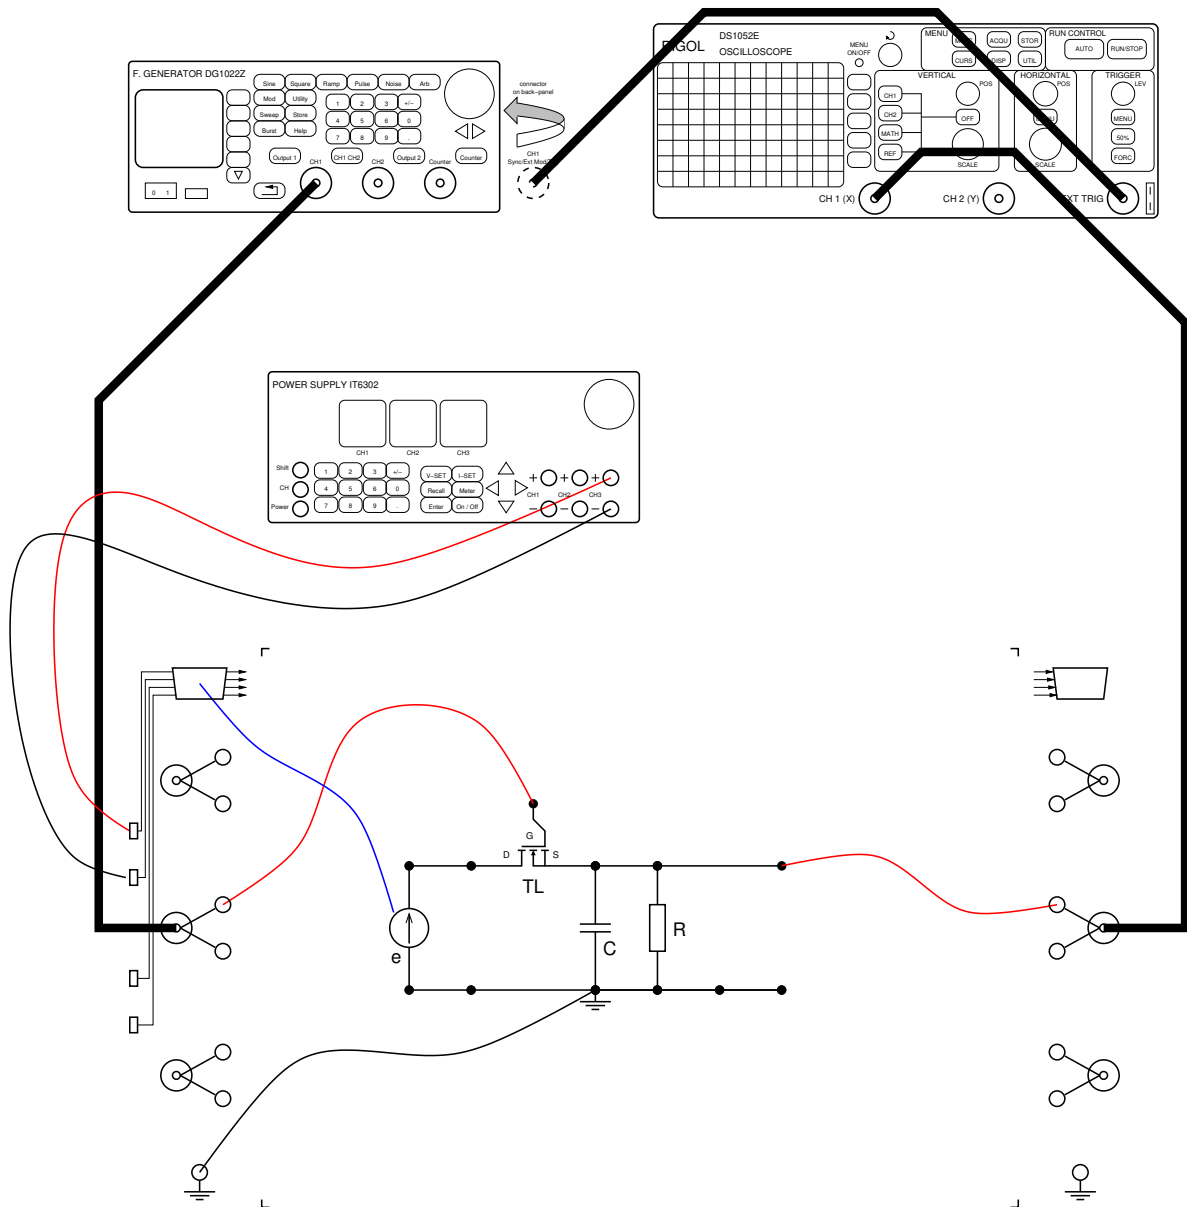 F. GENERATOR DG1022Z
Sine Square Ramp Pulse Noise Arb
Mod Utility
Sweep Store
Burst Help
1 2 3 +/−
4 5 6 0
7 8 9 .
Output 1 CH1 CH1 CH2 CH2 Output 2 Counter Counter
0 1
connector
on back−panel
CH1
Sync/Ext Mod/
DS1052E
OSCILLOSCOPE
MENU
ON/OFF
MENU
ACQU STOR
CURS DISP UTIL
RUN CONTROL
AUTO RUN/STOP
VERTICAL
POS
CH1
CH2
MATH
REF
OFF
SCALE
HORIZONTAL
POS
SCALE
TRIGGER
LEV
MENU
50%
FORC
CH 1 (X) CH 2 (Y) EXT TRIG
POWER SUPPLY IT6302
CH1 CH2 CH3
Shift
CH
Power
1 2 3 +/−
4 5 6 0
7 8 9 .
V−SET I−SET
Recall Meter
Enter On / Off
+ + +
CH1 CH2 CH3
− − −
G
D S
TL
e
C
R